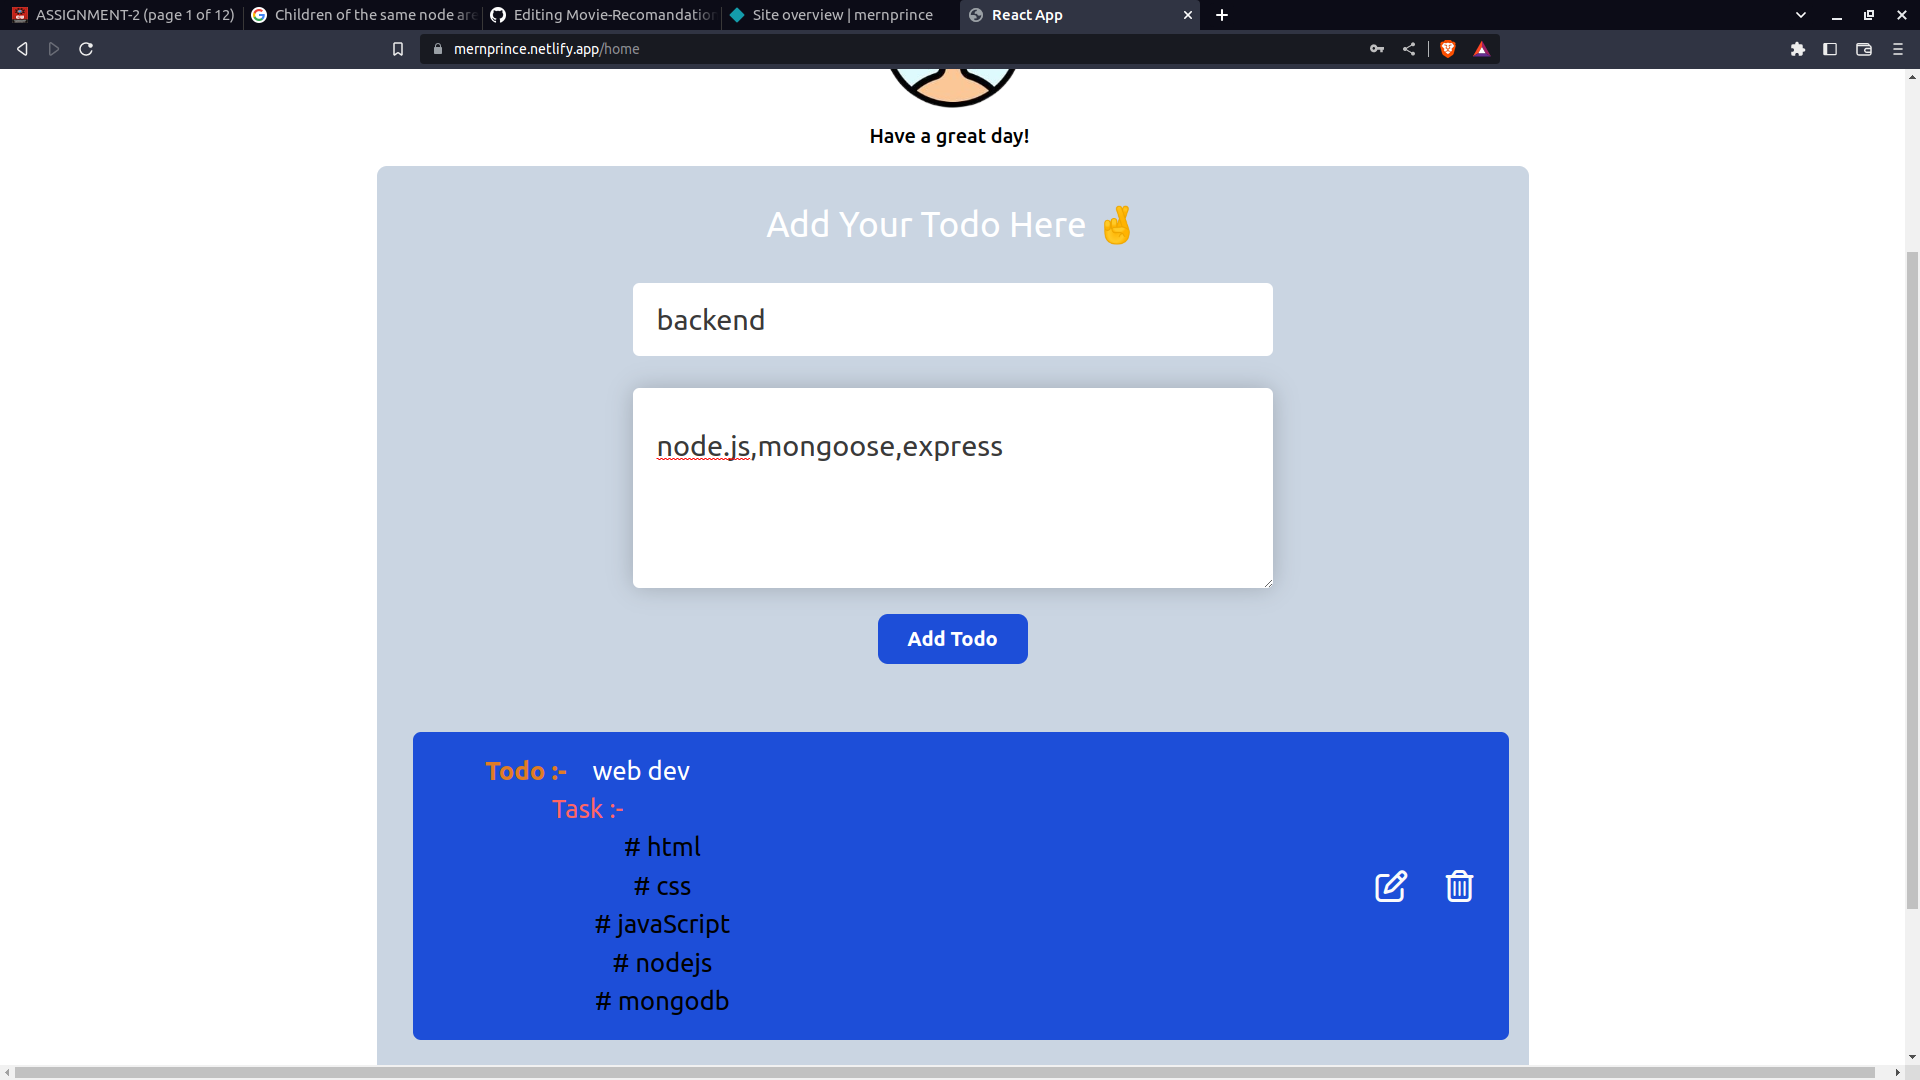 ASSIGNMENT-2 (page 1 of 12)
Children of the same node are
Editing Movie-Recomandation
Site overview | mernprince
React App
mernprince.netlify.app/home
Have a great day!
Add Your Todo Here 🤞
backend
node.js,mongoose,express
Add Todo
Todo :- web dev
Task :-
# html
# css
# javaScript
# nodejs
# mongodb